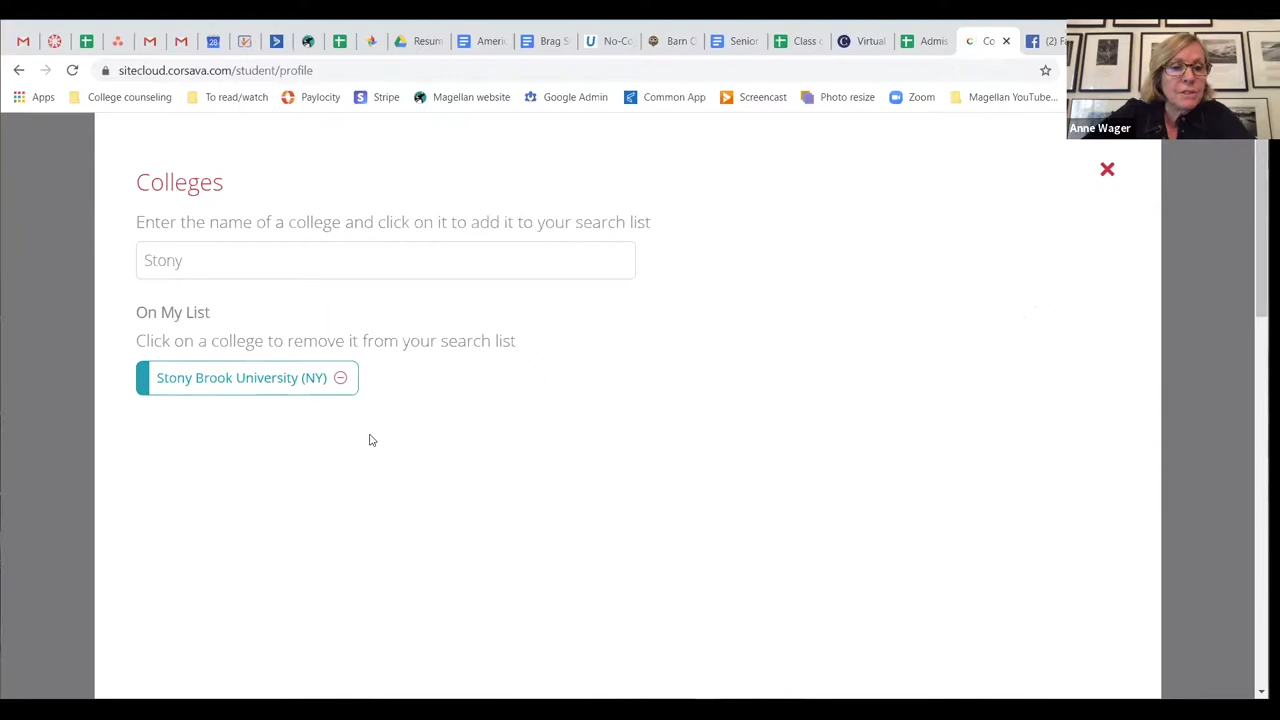 Resum
Brag S
No-Co
Barn C
Senior
Class c
Virtual
Admis
Co
(2) F
28
sitecloud.corsava.com/student/profile
Apps College counseling To read/watch Paylocity Stripe Magellan webs Google Admin Common App Screencast Photo resize Zoom Magellan YouTube...
Anne Wager
Colleges
Enter the name of a college and click on it to add it to your search list
Stony
On My List
Click on a college to remove it from your search list
Stony Brook University (NY)